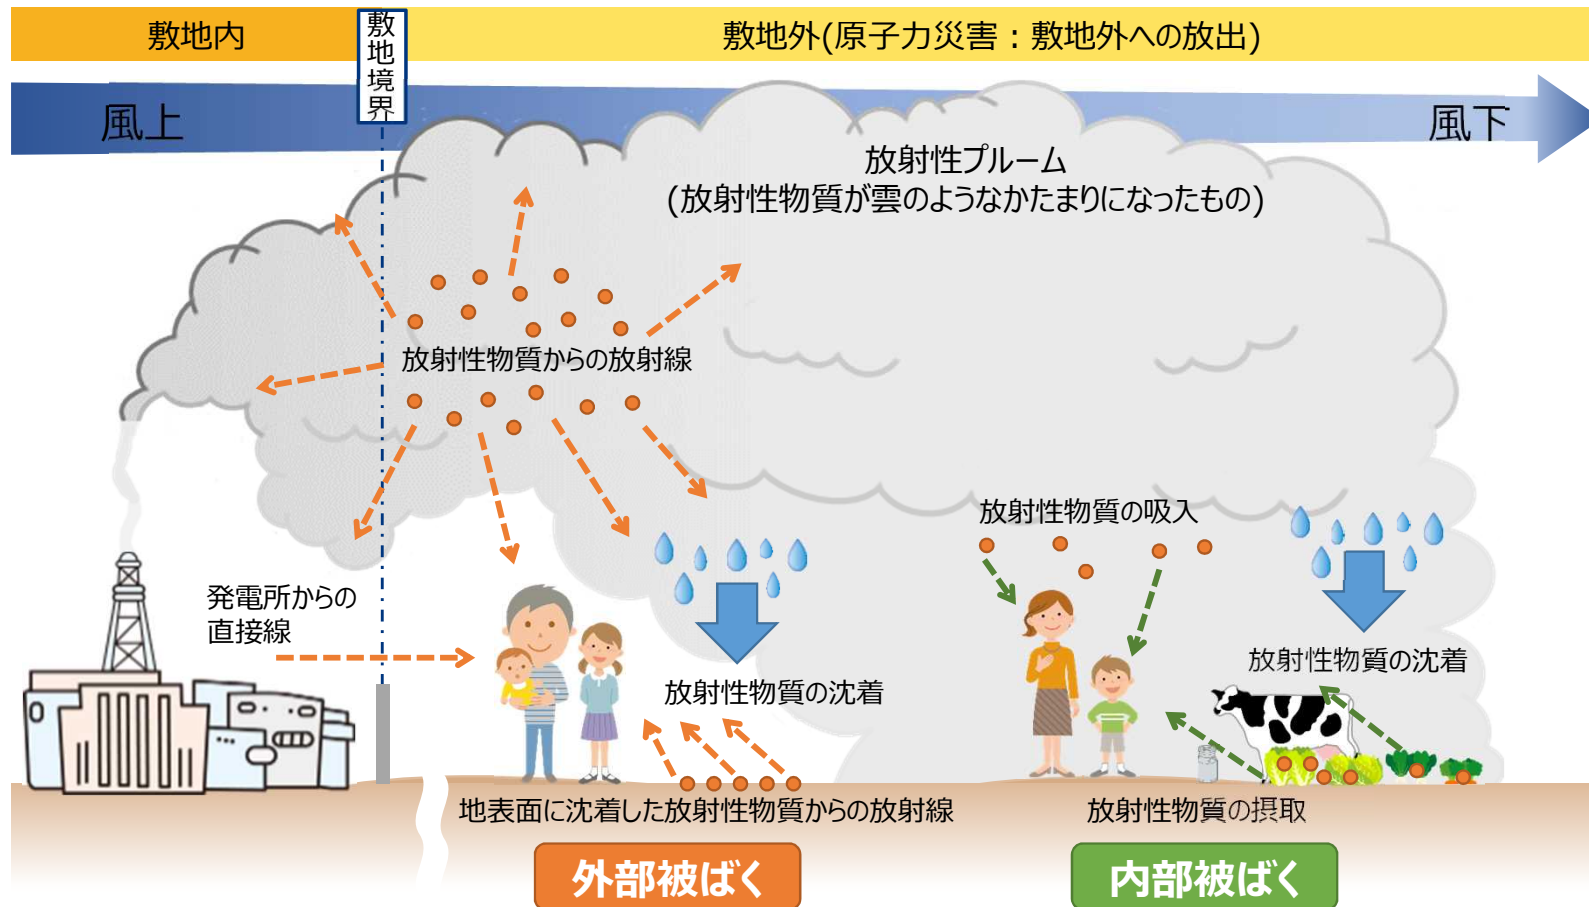 敷地内
敷地境界
敷地外(原子力災害：敷地外への放出)
風上
風下
放射性プルーム
(放射性物質が雲のようなかたまりになったもの)
放射性物質からの放射線
放射性物質の吸入
発電所からの
直接線
放射性物質の沈着
放射性物質の沈着
地表面に沈着した放射性物質からの放射線
放射性物質の摂取
外部被ばく
内部被ばく